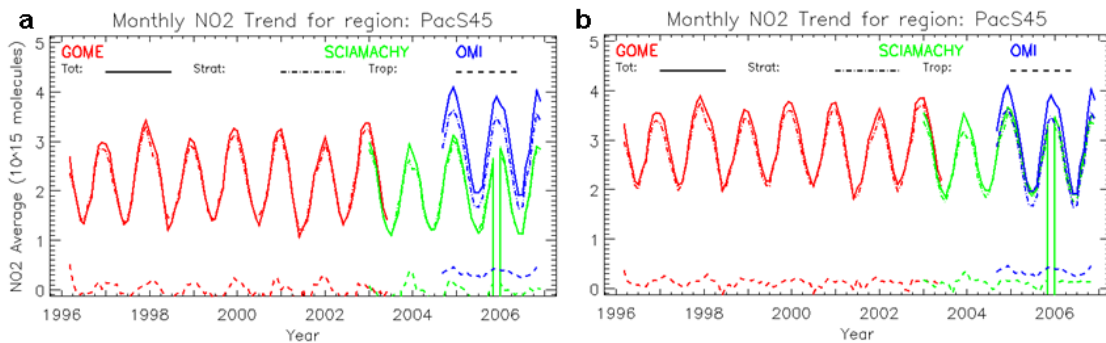 a
Monthly NO2 Trend for region: PacS45
GOME SCIAMACHY OMI
Tot: Strat: Trop:
5
4
3
2
1
0
NO2 Average (10^15 molecules)
1996 1998 2000 2002 2004 2006
Year
b
Monthly NO2 Trend for region: PacS45
GOME SCIAMACHY OMI
Tot: Strat: Trop:
5
4
3
2
1
0
1996 1998 2000 2002 2004 2006
Year